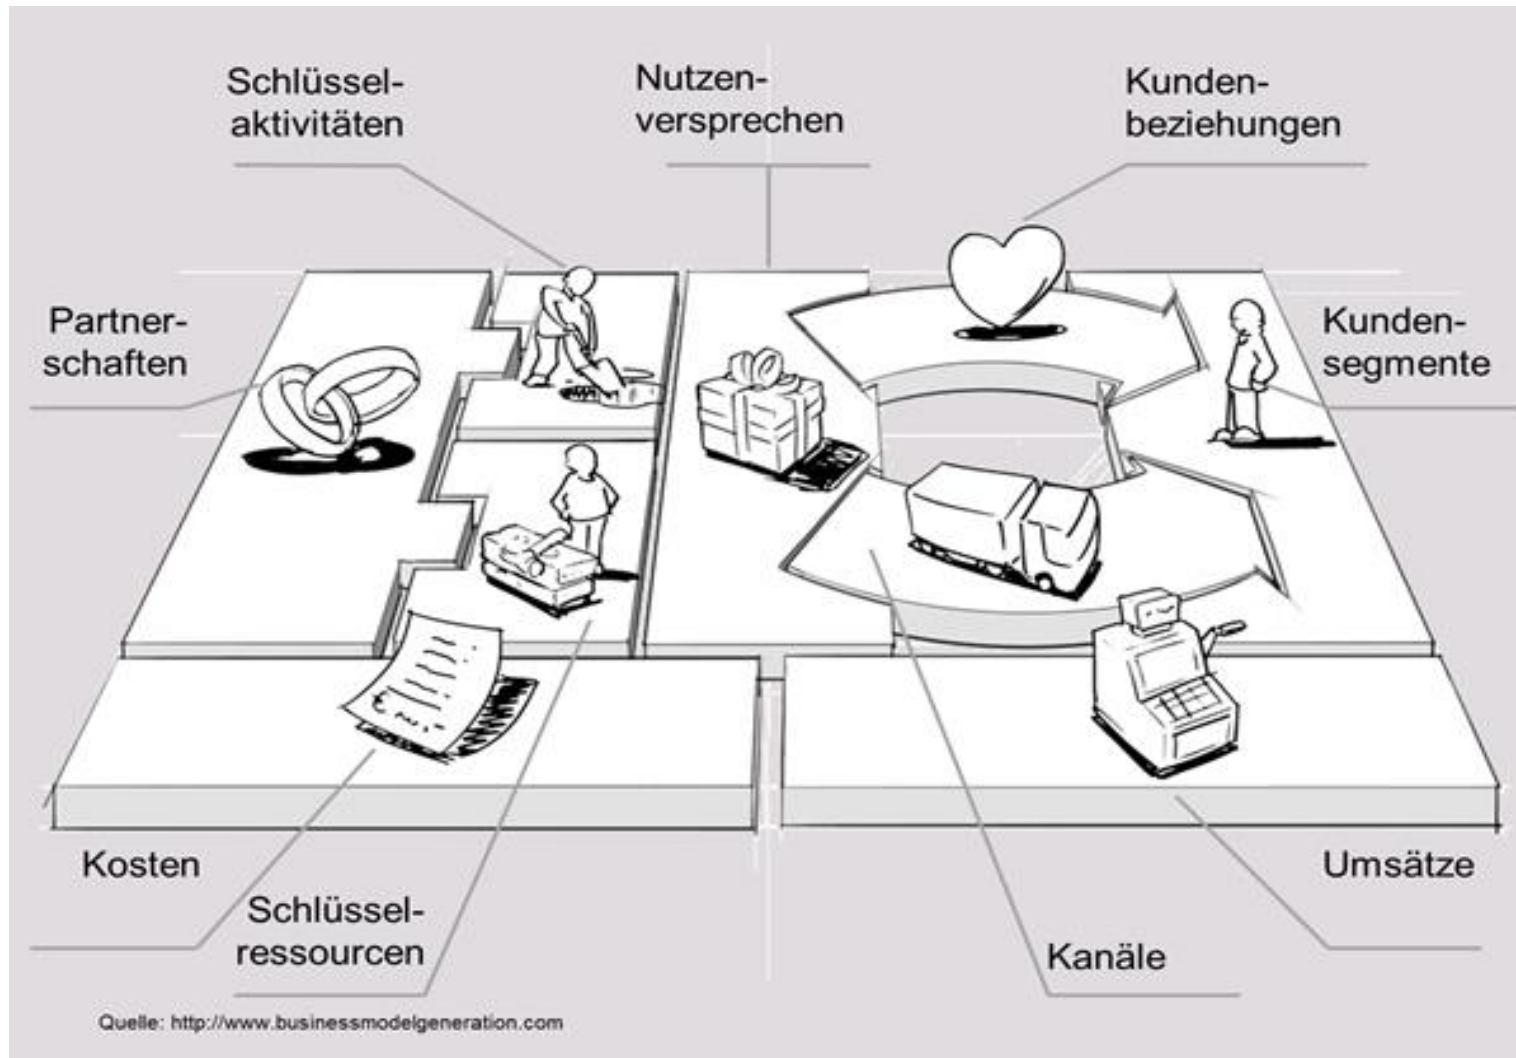 Schlüssel-
aktivitäten
Nutzen-
versprechen
Kunden-
beziehungen
Partner-
schaften
Kunden-
segmente
Kosten
Umsätze
Schlüssel-
ressourcen
Kanäle
Quelle: http://www.businessmodelgeneration.com